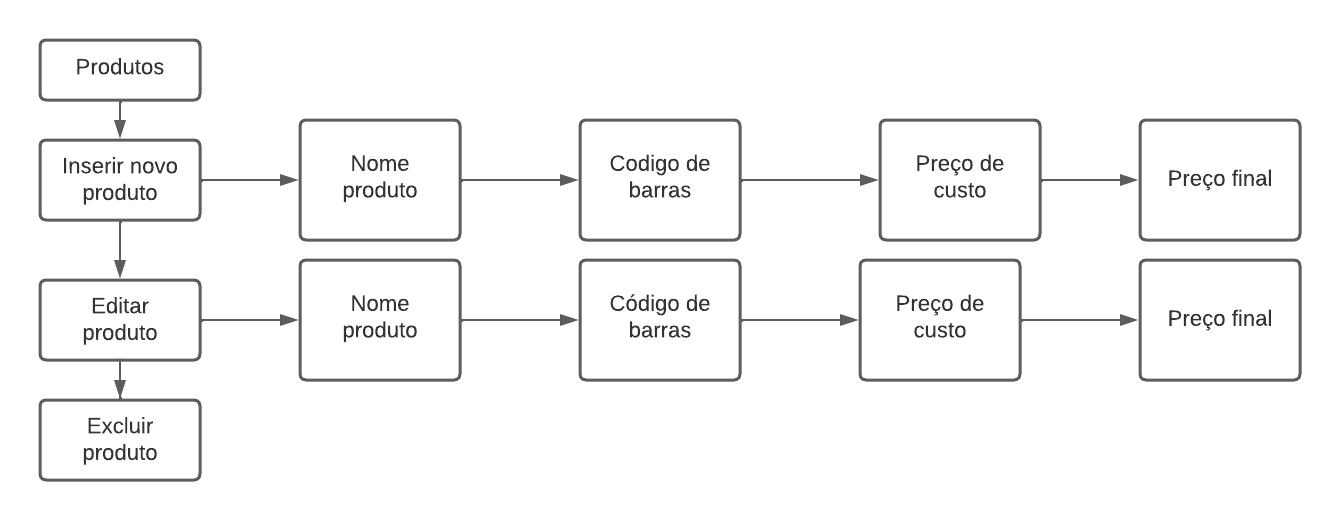 Produtos
Inserir novo
produto
Nome
produto
Codigo de
barras
Preço de
custo
Preço final
Editar
produto
Nome
produto
Código de
barras
Preço de
custo
Preço final
Excluir
produto